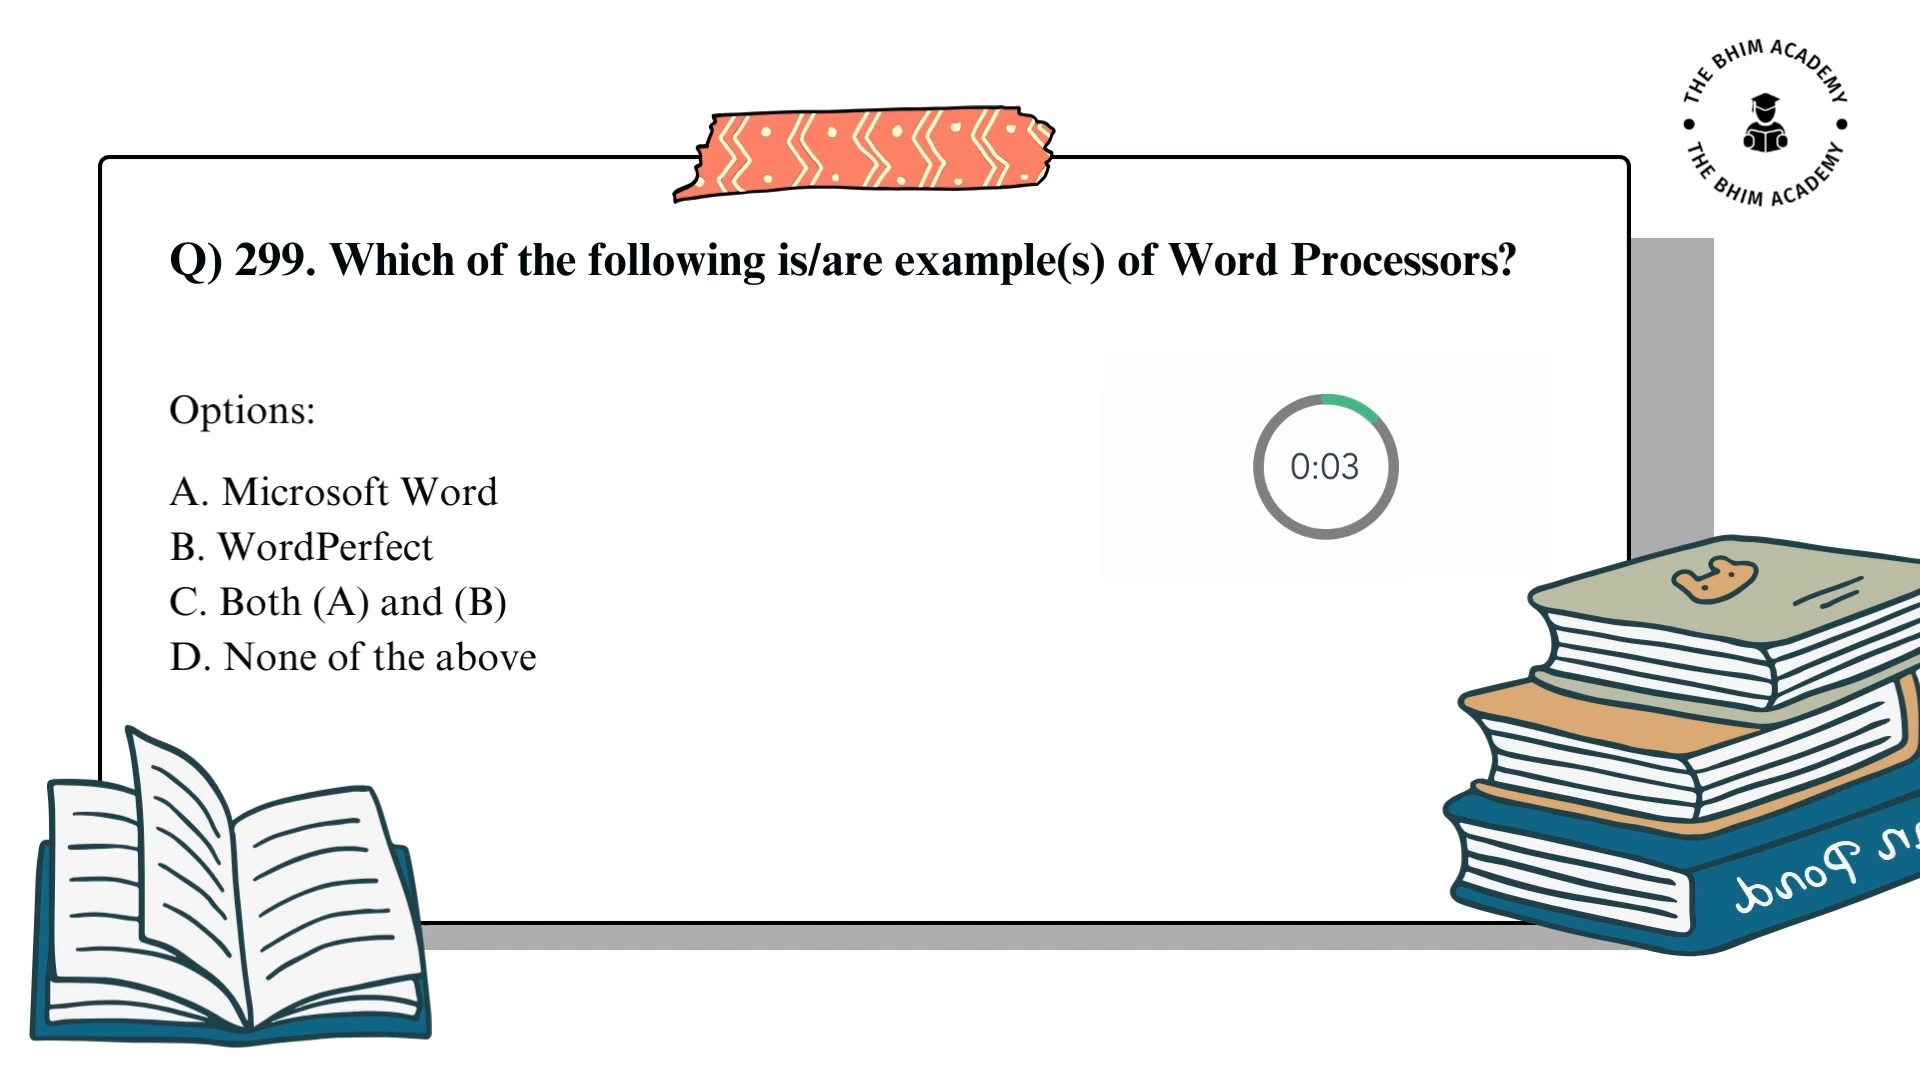 THE BHIM ACADEMY
THE BHIM ACADEMY
Q) 299. Which of the following is/are example(s) of Word Processors?
Options:
0:03
A. Microsoft Word
B. WordPerfect
C. Both (A) and (B)
D. None of the above